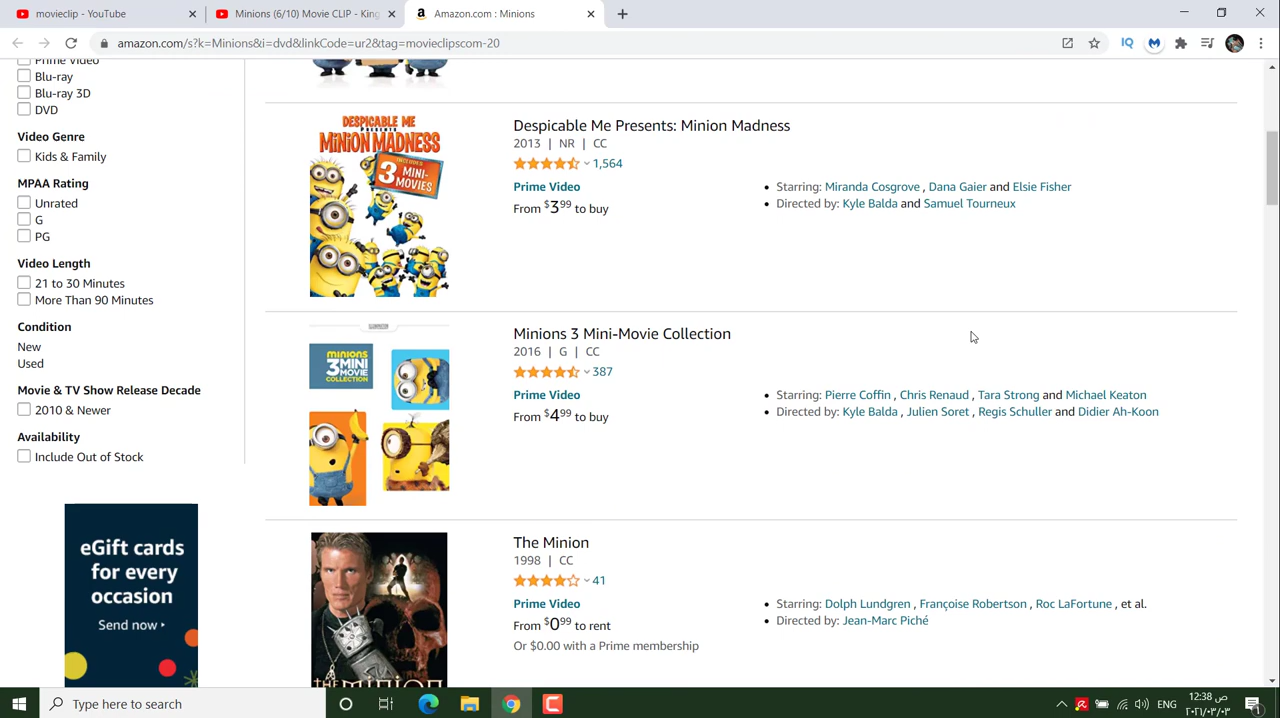 movieclip - YouTube
Minions (6/10) Movie CLIP - King
Amazon.com : Minions
amazon.com/s?k=Minions&i=dvd&linkCode=ur2&tag=movieclipscom-20
Prime Video
Blu-ray
Blu-ray 3D
DVD
Video Genre
Kids & Family
MPAA Rating
Unrated
G
PG
Video Length
21 to 30 Minutes
More Than 90 Minutes
Condition
New
Used
Movie & TV Show Release Decade
2010 & Newer
Availability
Include Out of Stock
eGift cards
for every
occasion
Send now
DESPICABLE ME
PRESENTS
MINION MADNESS
INCLUDES
3 MINI-
MOVIES
Despicable Me Presents: Minion Madness
2013 | NR | CC
1,564
Prime Video
From $3.99 to buy
Starring: Miranda Cosgrove , Dana Gaier and Elsie Fisher
Directed by: Kyle Balda and Samuel Tourneux
MINIONS
3 MINI
MOVIE
COLLECTION
Minions 3 Mini-Movie Collection
2016 | G | CC
387
Prime Video
From $4.99 to buy
Starring: Pierre Coffin , Chris Renaud , Tara Strong and Michael Keaton
Directed by: Kyle Balda , Julien Soret , Regis Schuller and Didier Ah-Koon
THE MINION
The Minion
1998 | CC
41
Prime Video
From $0.99 to rent
Or $0.00 with a Prime membership
Starring: Dolph Lundgren , Françoise Robertson , Roc LaFortune , et al.
Directed by: Jean-Marc Piché
Type here to search
ENG
12:38 ص
٢٠٢١/٠٣/٠٣
1